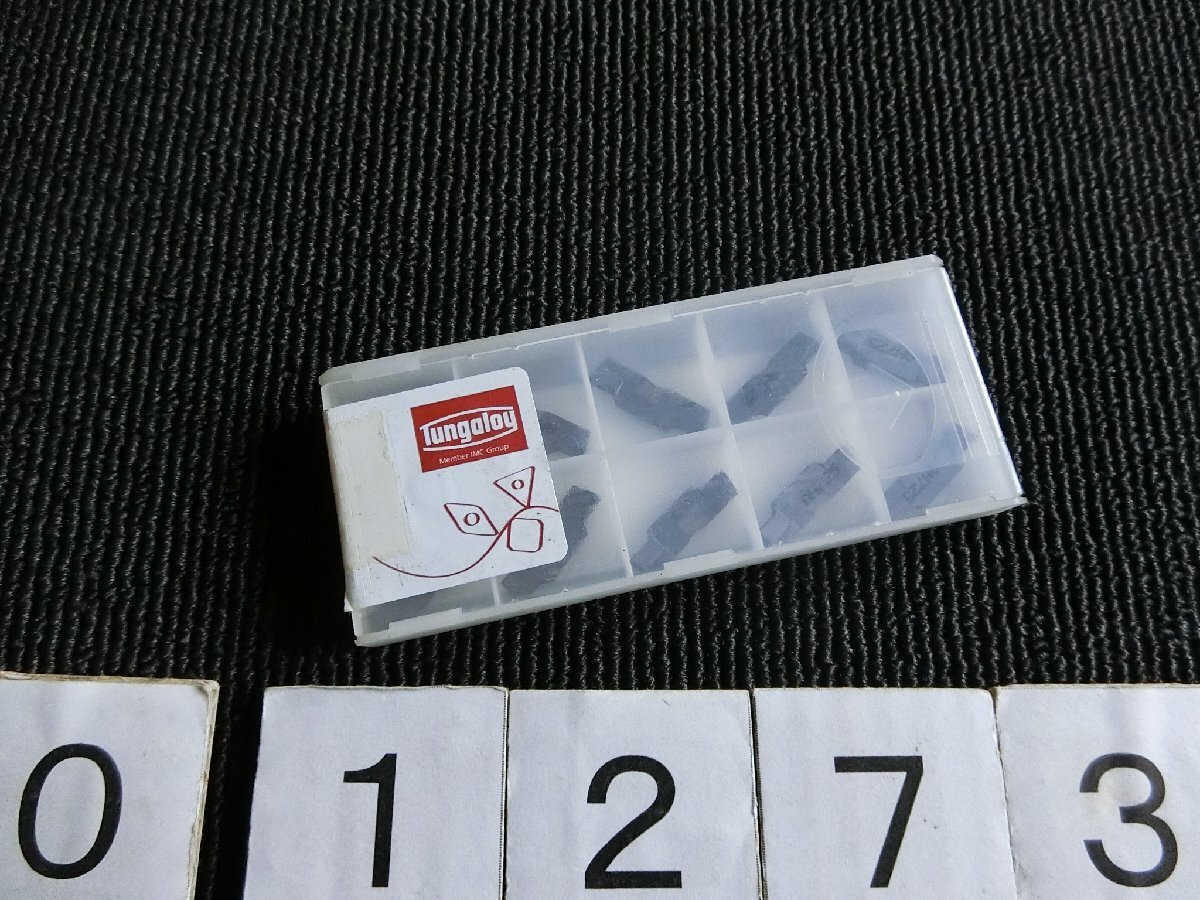 Tungaloy
Member IMC Group
0 1 2 7 3